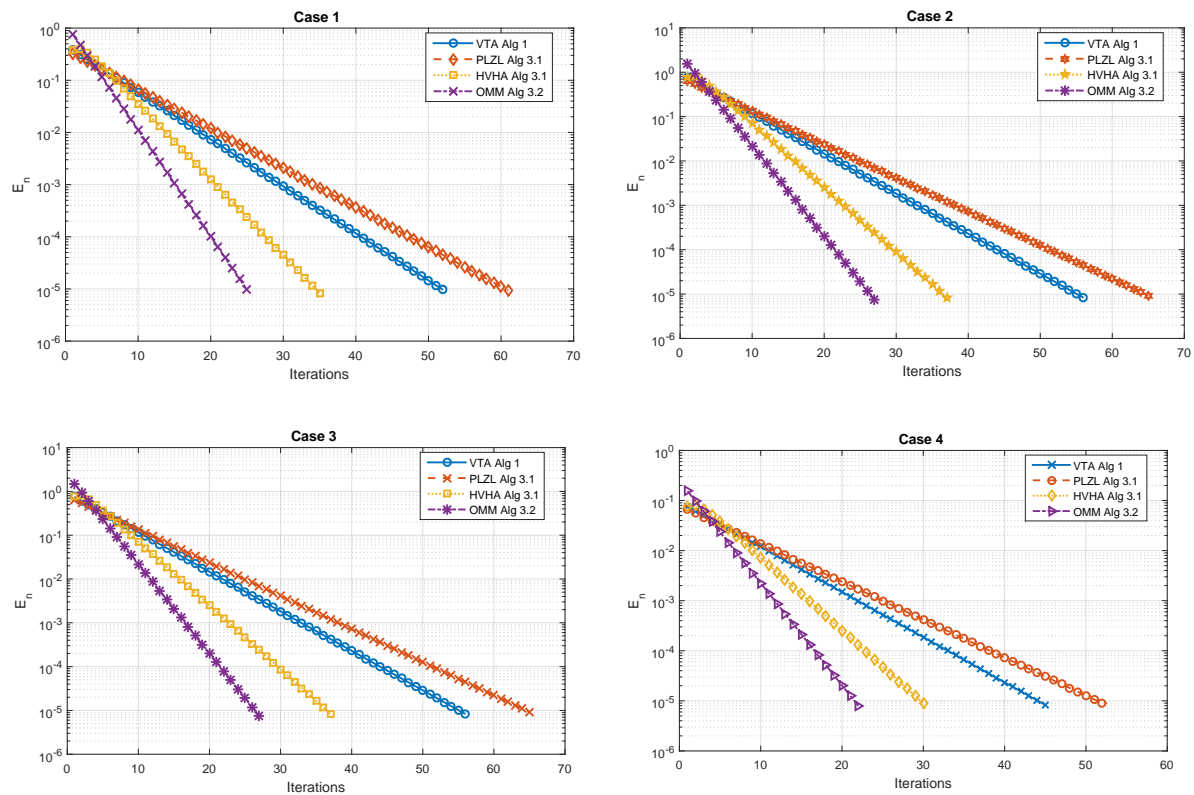 Case 1
10^0
10^-1
10^-2
10^-3
10^-4
10^-5
10^-6
E_n
0 10 20 30 40 50 60 70
Iterations
VTA Alg 1
PLZL Alg 3.1
HVHA Alg 3.1
OMM Alg 3.2
Case 2
10^1
10^0
10^-1
10^-2
10^-3
10^-4
10^-5
10^-6
E_n
0 10 20 30 40 50 60 70
Iterations
VTA Alg 1
PLZL Alg 3.1
HVHA Alg 3.1
OMM Alg 3.2
Case 3
10^1
10^0
10^-1
10^-2
10^-3
10^-4
10^-5
10^-6
E_n
0 10 20 30 40 50 60 70
Iterations
VTA Alg 1
PLZL Alg 3.1
HVHA Alg 3.1
OMM Alg 3.2
Case 4
10^0
10^-1
10^-2
10^-3
10^-4
10^-5
10^-6
E_n
0 10 20 30 40 50 60
Iterations
VTA Alg 1
PLZL Alg 3.1
HVHA Alg 3.1
OMM Alg 3.2